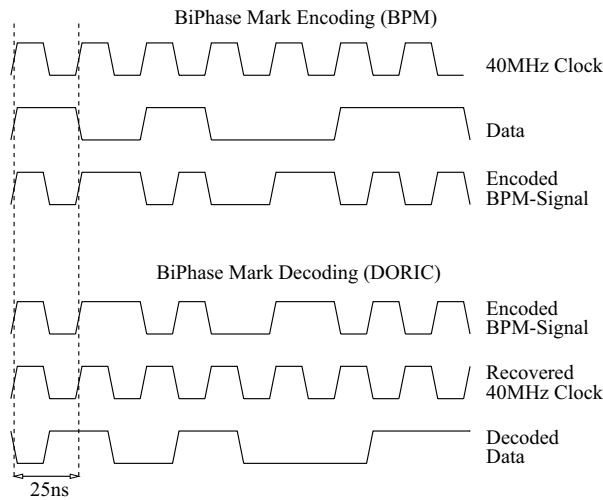 BiPhase Mark Encoding (BPM)
40MHz Clock
Data
Encoded
BPM-Signal
BiPhase Mark Decoding (DORIC)
Encoded
BPM-Signal
Recovered
40MHz Clock
Decoded
Data
25ns